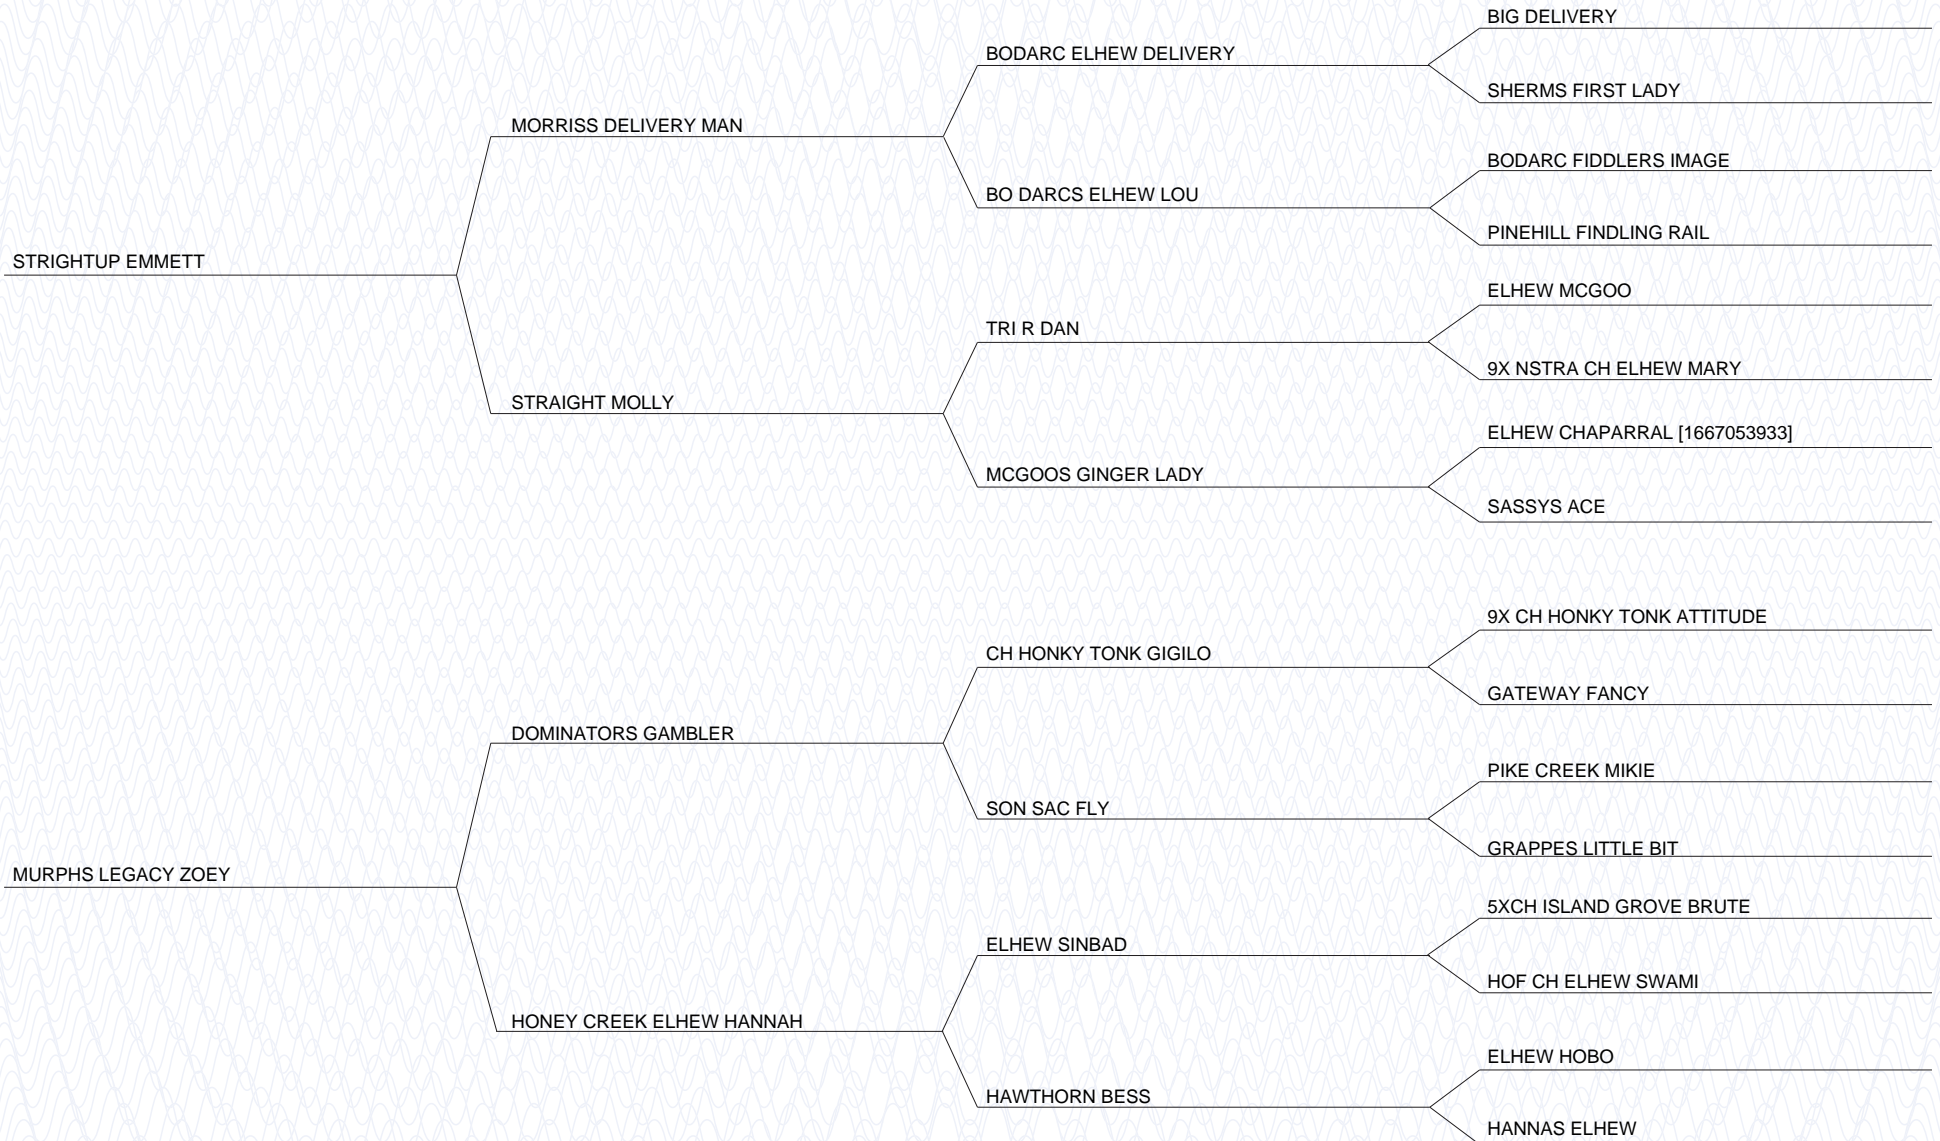 BIG DELIVERY
BODARC ELHEW DELIVERY
SHERMS FIRST LADY
MORRISS DELIVERY MAN
BODARC FIDDLERS IMAGE
BO DARCS ELHEW LOU
PINEHILL FINDLING RAIL
STRIGHTUP EMMETT
ELHEW MCGOO
TRI R DAN
9X NSTRA CH ELHEW MARY
STRAIGHT MOLLY
ELHEW CHAPARRAL [1667053933]
MCGOOS GINGER LADY
SASSYS ACE
9X CH HONKY TONK ATTITUDE
CH HONKY TONK GIGILO
GATEWAY FANCY
DOMINATORS GAMBLER
PIKE CREEK MIKIE
SON SAC FLY
GRAPPES LITTLE BIT
MURPHS LEGACY ZOEY
5XCH ISLAND GROVE BRUTE
ELHEW SINBAD
HOF CH ELHEW SWAMI
HONEY CREEK ELHEW HANNAH
ELHEW HOBO
HAWTHORN BESS
HANNAS ELHEW